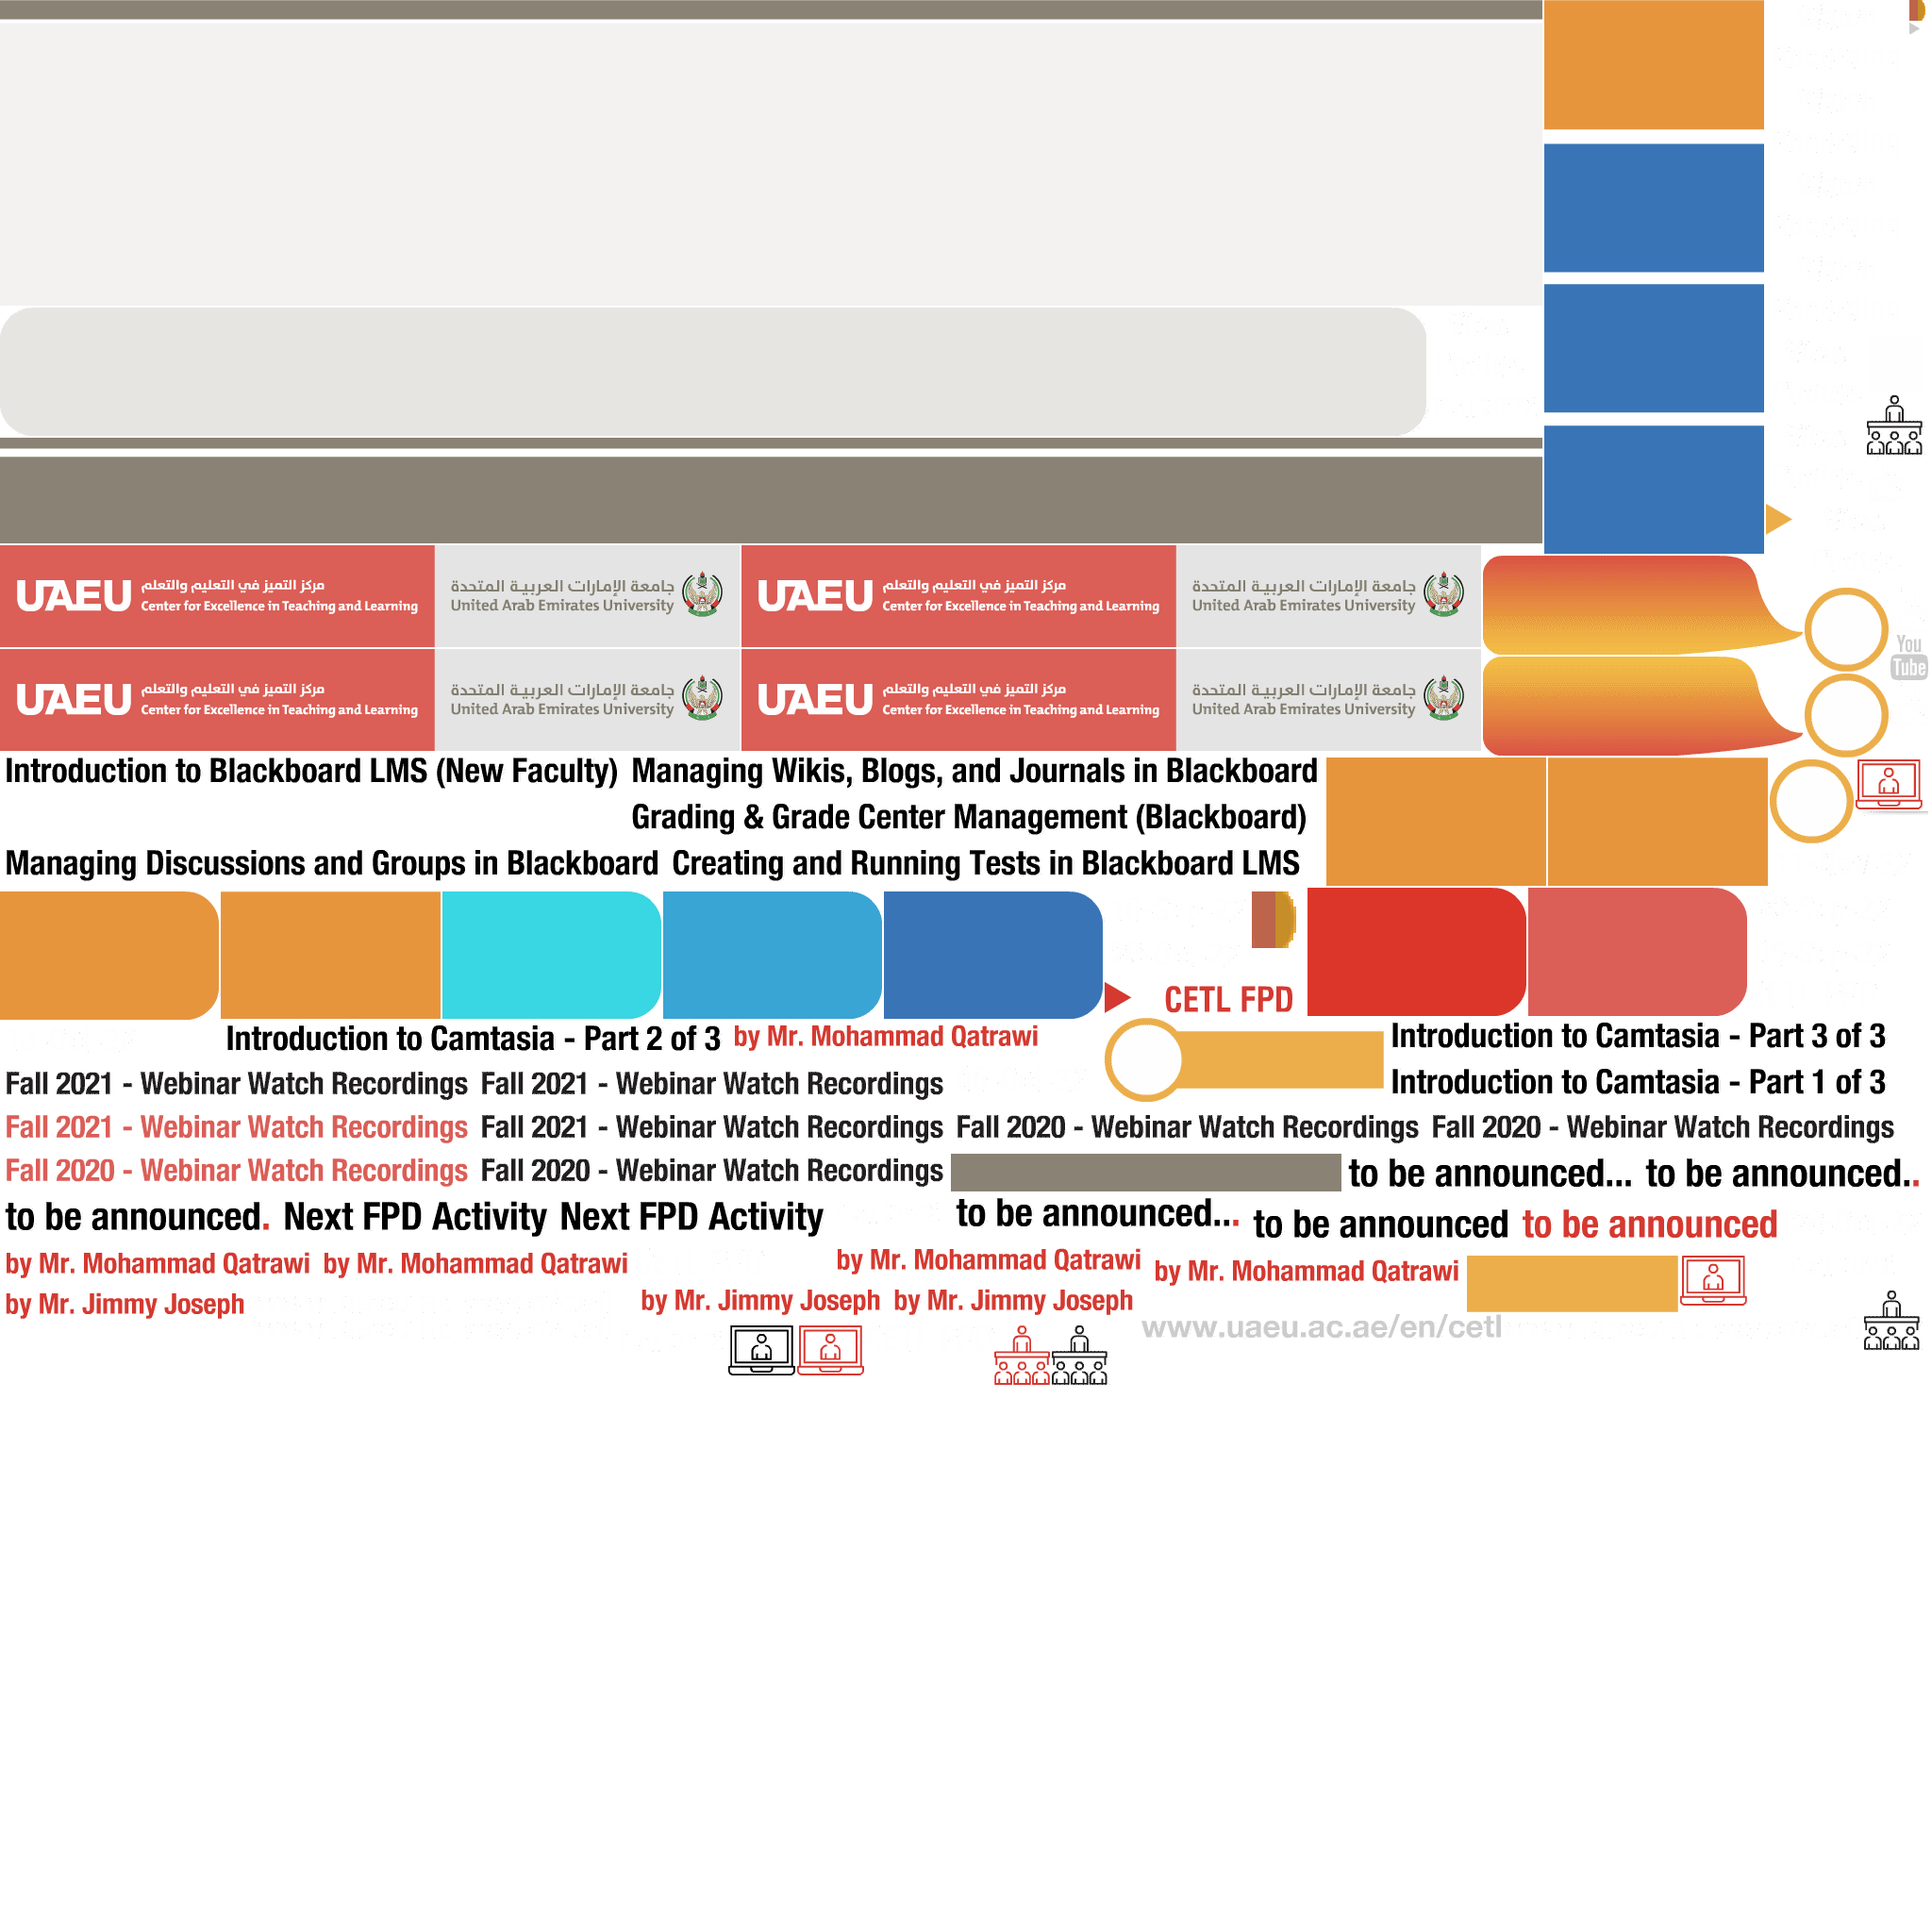 UAEU مركز التميز في التعليم والتعلم جامعة الإمارات العربية المتحدة UAEU مركز التميز في التعليم والتعلم جامعة الإمارات العربية المتحدة
Center for Excellence in Teaching and Learning United Arab Emirates University Center for Excellence in Teaching and Learning United Arab Emirates University
You
Tube
UAEU مركز التميز في التعليم والتعلم جامعة الإمارات العربية المتحدة UAEU مركز التميز في التعليم والتعلم جامعة الإمارات العربية المتحدة
Center for Excellence in Teaching and Learning United Arab Emirates University Center for Excellence in Teaching and Learning United Arab Emirates University
Introduction to Blackboard LMS (New Faculty) Managing Wikis, Blogs, and Journals in Blackboard
Grading & Grade Center Management (Blackboard)
Managing Discussions and Groups in Blackboard Creating and Running Tests in Blackboard LMS
CETL FPD
Introduction to Camtasia - Part 2 of 3 by Mr. Mohammad Qatrawi Introduction to Camtasia - Part 3 of 3
Fall 2021 - Webinar Watch Recordings Fall 2021 - Webinar Watch Recordings Introduction to Camtasia - Part 1 of 3
Fall 2021 - Webinar Watch Recordings Fall 2021 - Webinar Watch Recordings Fall 2020 - Webinar Watch Recordings Fall 2020 - Webinar Watch Recordings
Fall 2020 - Webinar Watch Recordings Fall 2020 - Webinar Watch Recordings to be announced... to be announced..
to be announced. Next FPD Activity Next FPD Activity to be announced... to be announced to be announced
by Mr. Mohammad Qatrawi by Mr. Mohammad Qatrawi by Mr. Mohammad Qatrawi by Mr. Mohammad Qatrawi
by Mr. Jimmy Joseph by Mr. Jimmy Joseph by Mr. Jimmy Joseph
www.uaeu.ac.ae/en/cetl